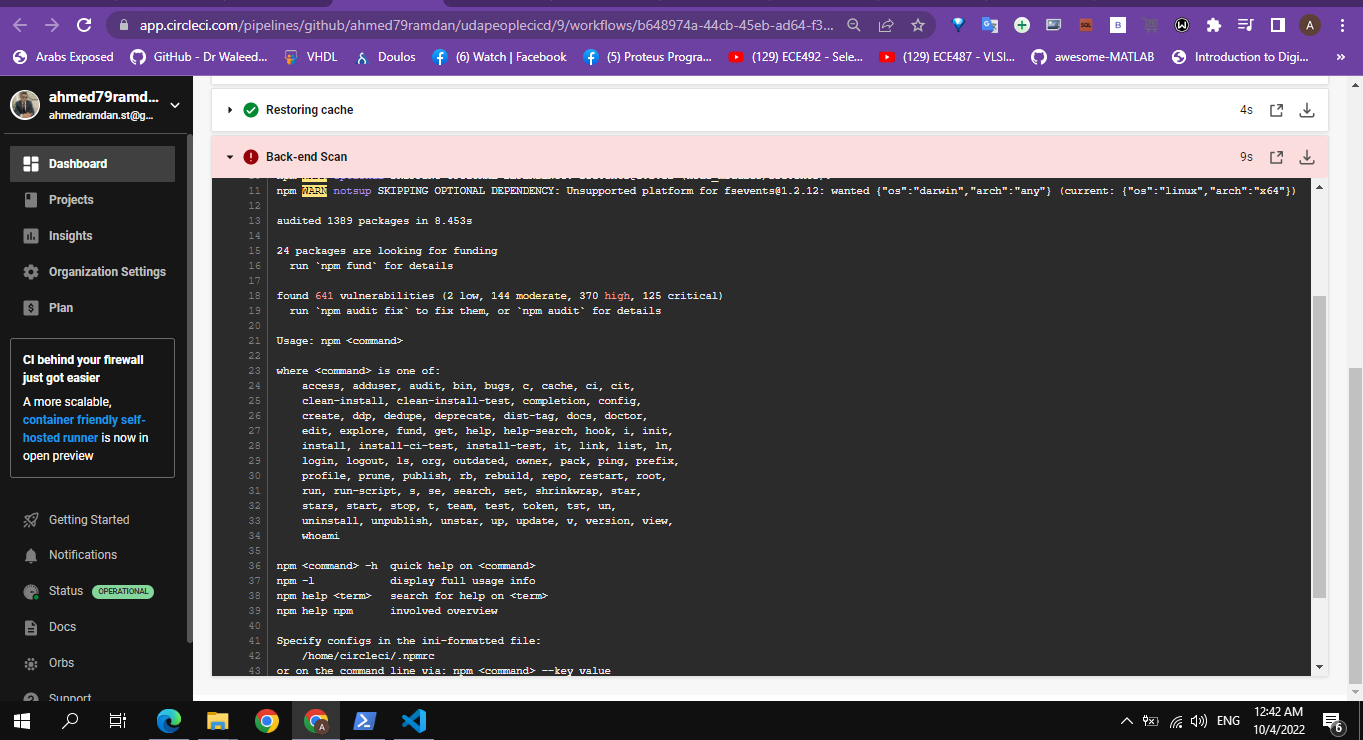 app.circleci.com/pipelines/github/ahmed79ramdan/udapeoplecicd/9/workflows/b648974a-44cb-45eb-ad64-f3...
A
Arabs Exposed
GitHub - Dr Waleed...
VHDL
Doulos
(6) Watch | Facebook
(5) Proteus Progra...
(129) ECE492 - Sele...
(129) ECE487 - VLSI...
awesome-MATLAB
Introduction to Digi...
»
ahmed79ramd...
ahmedramdan.st@g...
Dashboard
Projects
Insights
Organization Settings
Plan
CI behind your firewall
just got easier
A more scalable,
container friendly self-
hosted runner is now in
open preview
Getting Started
Notifications
Status OPERATIONAL
Docs
Orbs
Support
Restoring cache 4s
Back-end Scan 9s
11 npm WARN notsup SKIPPING OPTIONAL DEPENDENCY: Unsupported platform for fsevents@1.2.12: wanted {"os":"darwin","arch":"any"} (current: {"os":"linux","arch":"x64"})
12
13 audited 1389 packages in 8.453s
14
15 24 packages are looking for funding
16 run `npm fund` for details
17
18 found 641 vulnerabilities (2 low, 144 moderate, 370 high, 125 critical)
19 run `npm audit fix` to fix them, or `npm audit` for details
20
21 Usage: npm <command>
22
23 where <command> is one of:
24 access, adduser, audit, bin, bugs, c, cache, ci, cit,
25 clean-install, clean-install-test, completion, config,
26 create, ddp, dedupe, deprecate, dist-tag, docs, doctor,
27 edit, explore, fund, get, help, help-search, hook, i, init,
28 install, install-ci-test, install-test, it, link, list, ln,
29 login, logout, ls, org, outdated, owner, pack, ping, prefix,
30 profile, prune, publish, rb, rebuild, repo, restart, root,
31 run, run-script, s, se, search, set, shrinkwrap, star,
32 stars, start, stop, t, team, test, token, tst, un,
33 uninstall, unpublish, unstar, up, update, v, version, view,
34 whoami
35
36 npm <command> -h quick help on <command>
37 npm -l display full usage info
38 npm help <term> search for help on <term>
39 npm help npm involved overview
40
41 Specify configs in the ini-formatted file:
42 /home/circleci/.npmrc
43 or on the command line via: npm <command> --key value
ENG
12:42 AM
10/4/2022
6